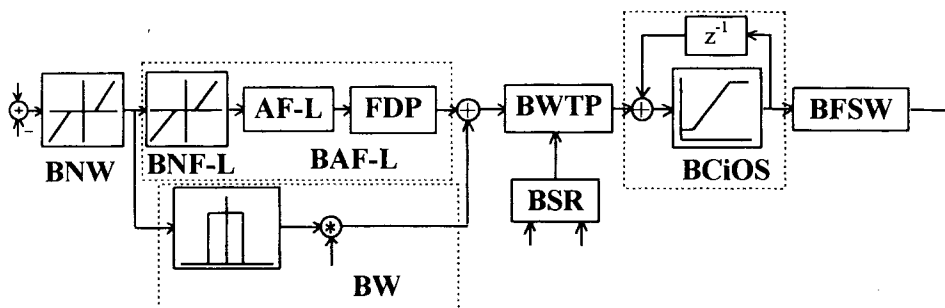 z⁻¹
AF-L
FDP
BWTP
BFSW
BNW
BNF-L
BAF-L
BCiOS
BSR
BW